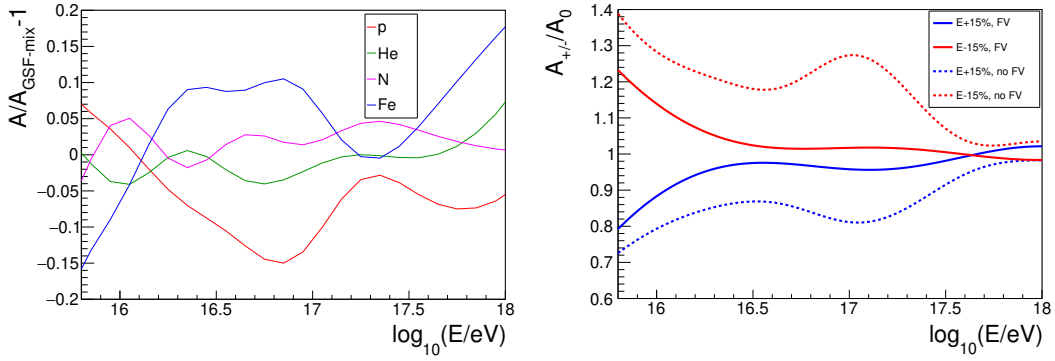 A/A_GSF-mix-1
0.2
0.15
0.1
0.05
0
−0.05
−0.1
−0.15
−0.2
p
He
N
Fe
16 16.5 17 17.5 18
log10(E/eV)
A+/-/A0
1.4
1.3
1.2
1.1
1
0.9
0.8
0.7
0.6
E+15%, FV
E-15%, FV
E+15%, no FV
E-15%, no FV
16 16.5 17 17.5 18
log10(E/eV)